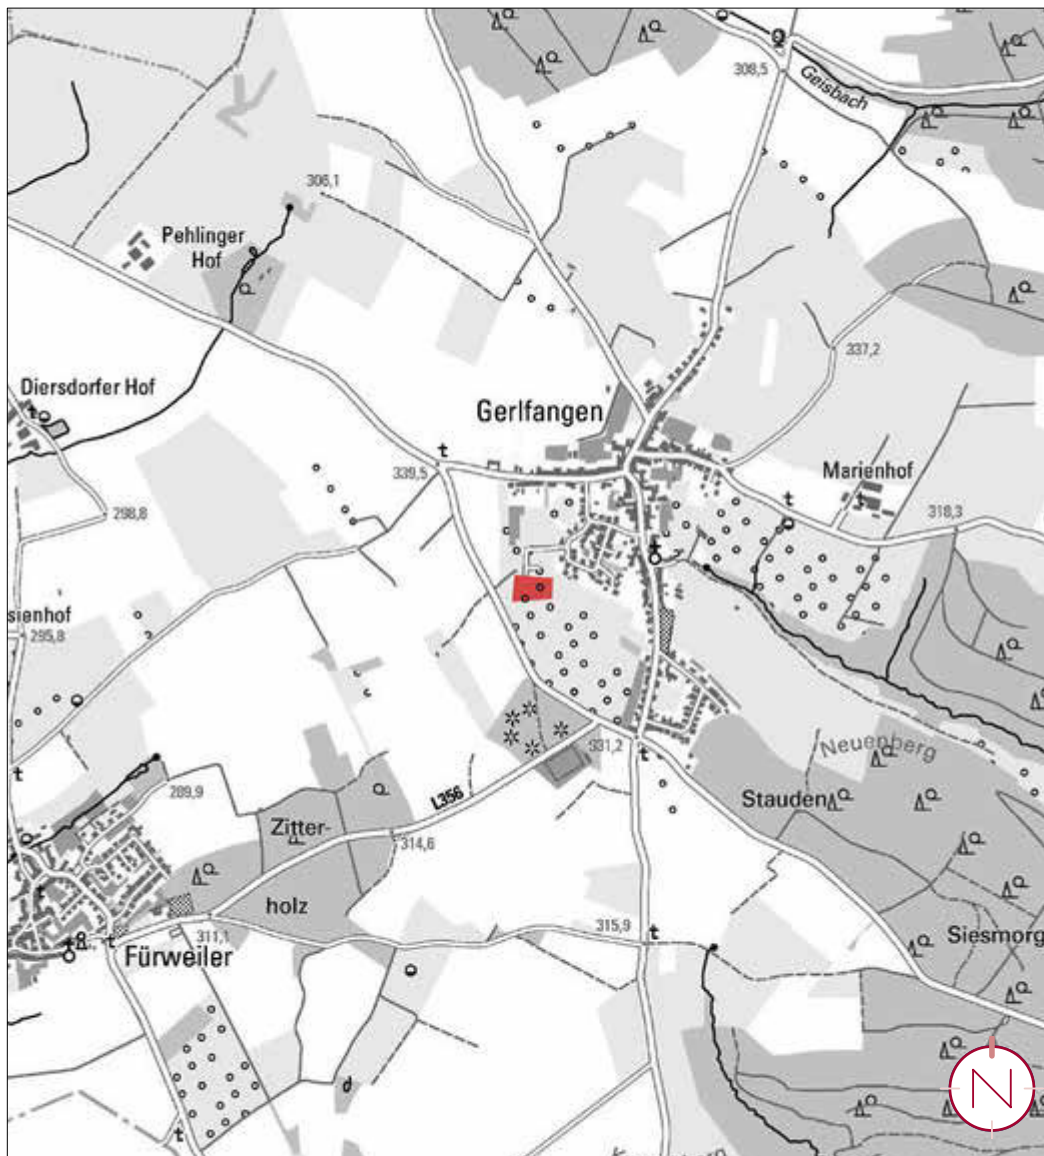 308,5
Geisbach
306,1
Pehlinger
Hof
337,2
Diersdorfer Hof
Gerlfangen
339,5
Marienhof
298,8
318,3
sienhof
295,8
331,2
Neuenberg
289,9
L356
Stauden
Zitter-
314,6
holz
315,9
311,1
Siesmorg
Fürweiler
d
N